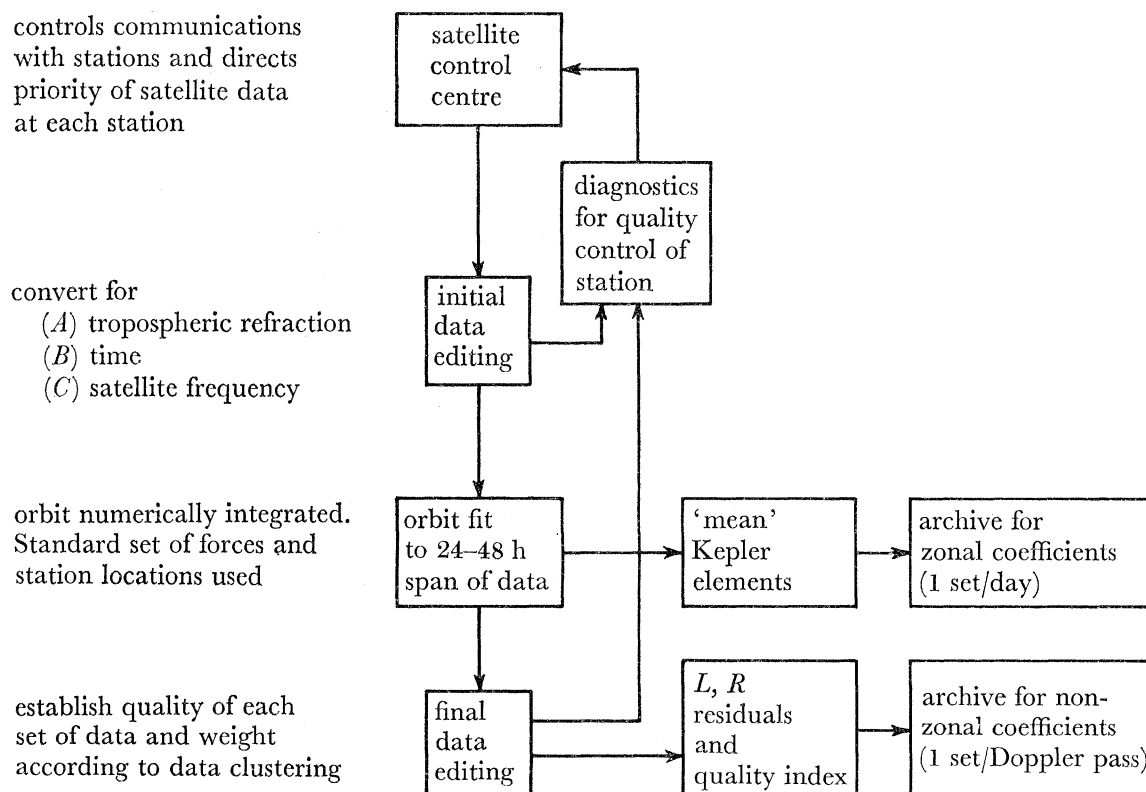 controls communications
with stations and directs
priority of satellite data
at each station
satellite
control
centre
diagnostics
for quality
control of
station
convert for
(A) tropospheric refraction
(B) time
(C) satellite frequency
initial
data
editing
orbit numerically integrated.
Standard set of forces and
station locations used
orbit fit
to 24–48 h
span of data
‘mean’
Kepler
elements
archive for
zonal coefficients
(1 set/day)
establish quality of each
set of data and weight
according to data clustering
final
data
editing
L, R
residuals
and
quality index
archive for non-
zonal coefficients
(1 set/Doppler pass)